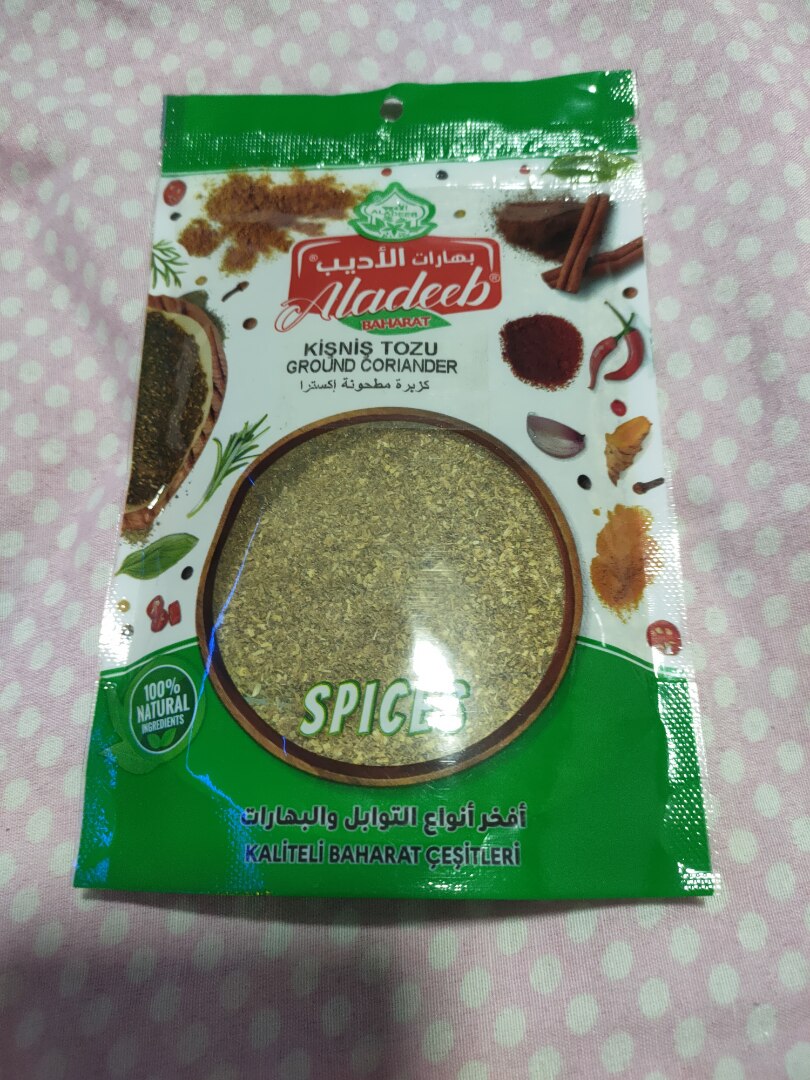 ALADEEB
بهارات الأديب®
Aladeeb®
BAHARAT
KİŞNİŞ TOZU
GROUND CORIANDER
كزبرة مطحونة إكسترا
SPICES
100%
NATURAL
INGREDIENTS
أفخر أنواع التوابل والبهارات
KALİTELİ BAHARAT ÇEŞİTLERİ